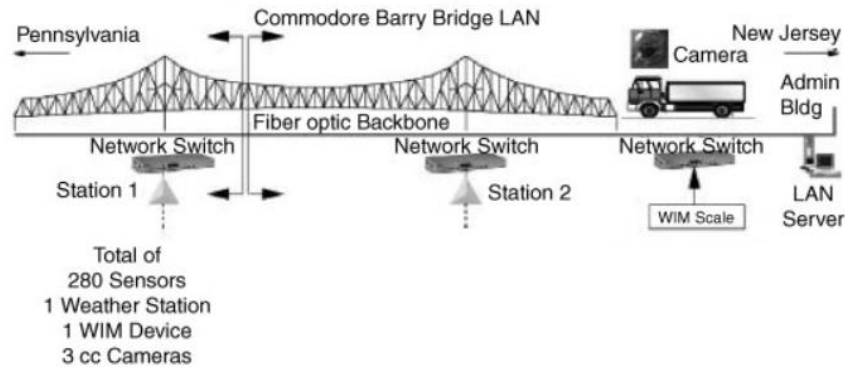 Commodore Barry Bridge LAN
Pennsylvania
New Jersey
Camera
Admin
Bldg
Fiber optic Backbone
Network Switch
Network Switch
Network Switch
Station 1
Station 2
WIM Scale
LAN
Server
Total of
280 Sensors
1 Weather Station
1 WIM Device
3 cc Cameras